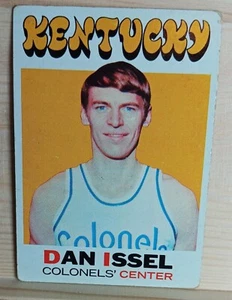 KENTUCKY
Colonels
DAN ISSEL
COLONELS' CENTER